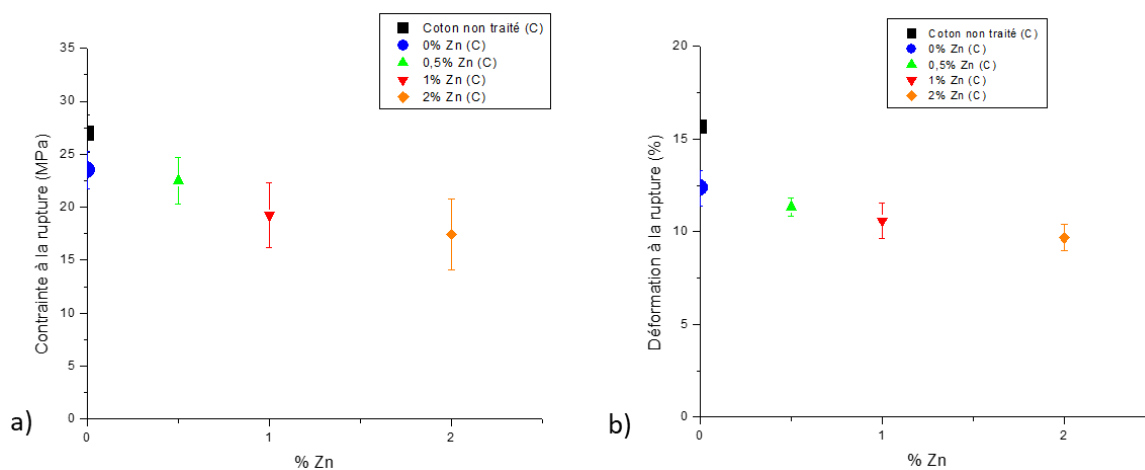 Coton non traité (C)
0% Zn (C)
0,5% Zn (C)
1% Zn (C)
2% Zn (C)
35
30
25
20
15
10
5
0
Contrainte à la rupture (MPa)
0
1
2
% Zn
a)
Coton non traité (C)
0% Zn (C)
0,5% Zn (C)
1% Zn (C)
2% Zn (C)
20
15
10
5
0
Déformation à la rupture (%)
0
1
2
% Zn
b)